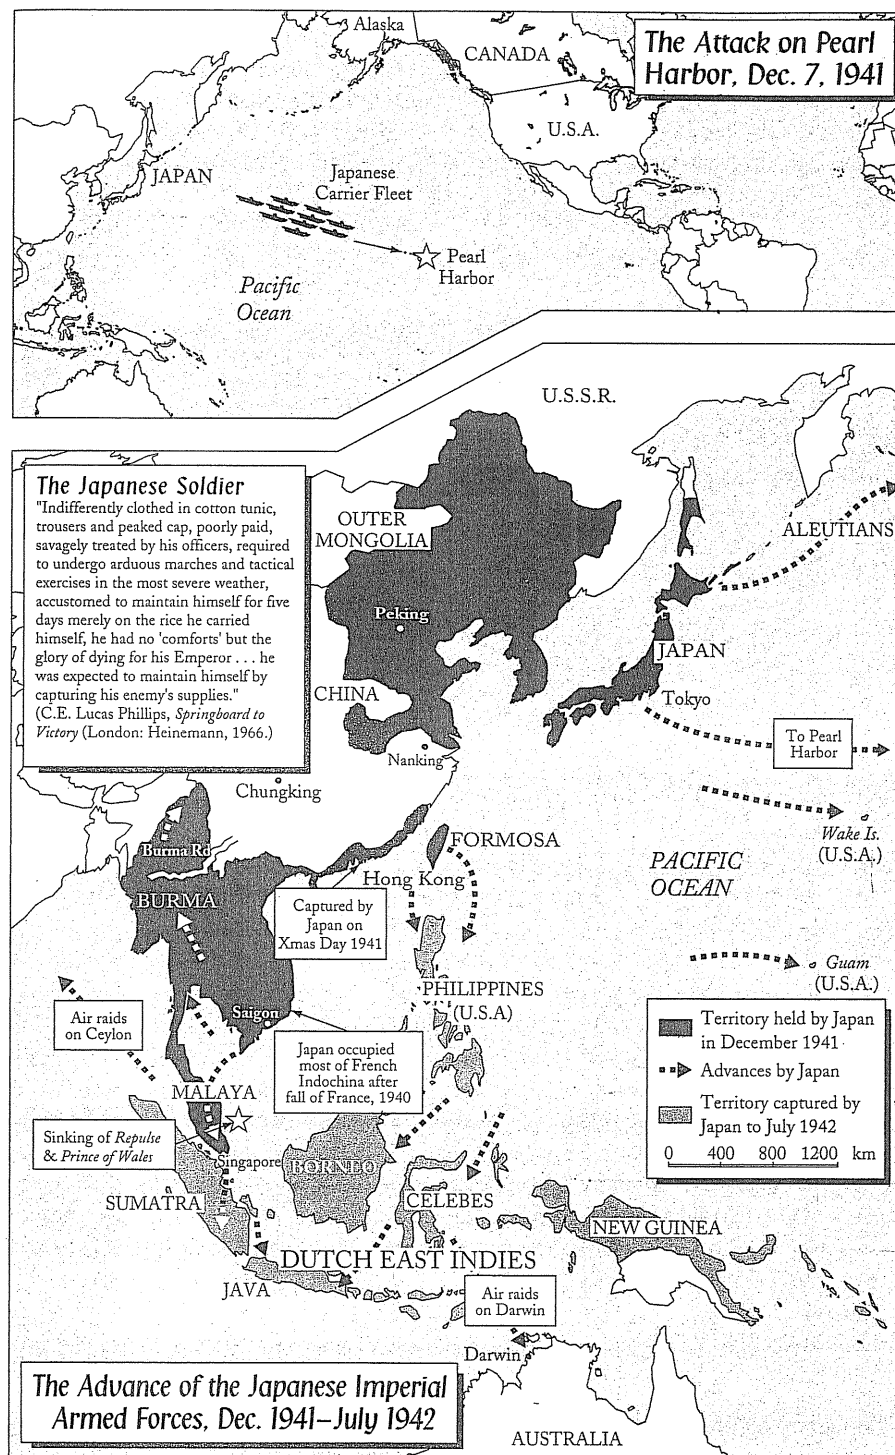 The Attack on Pearl
Harbor, Dec. 7, 1941
Alaska
CANADA
U.S.A.
JAPAN
Japanese
Carrier Fleet
Pearl
Harbor
Pacific
Ocean
U.S.S.R.
The Japanese Soldier
"Indifferently clothed in cotton tunic,
trousers and peaked cap, poorly paid,
savagely treated by his officers, required
to undergo arduous marches and tactical
exercises in the most severe weather,
accustomed to maintain himself for five
days merely on the rice he carried
himself, he had no 'comforts' but the
glory of dying for his Emperor . . . he
was expected to maintain himself by
capturing his enemy's supplies."
(C.E. Lucas Phillips, Springboard to
Victory (London: Heinemann, 1966.)
OUTER
MONGOLIA
ALEUTIANS
Peking
JAPAN
CHINA
Tokyo
To Pearl
Harbor
Nanking
Chungking
Wake Is.
(U.S.A.)
Burma Rd
FORMOSA
PACIFIC
OCEAN
Hong Kong
BURMA
Captured by
Japan on
Xmas Day 1941
Guam
(U.S.A.)
PHILIPPINES
(U.S.A)
Air raids
on Ceylon
Saigon
Japan occupied
most of French
Indochina after
fall of France, 1940
Territory held by Japan
in December 1941
Advances by Japan
Territory captured by
Japan to July 1942
0 400 800 1200 km
MALAYA
Sinking of Repulse
& Prince of Wales
Singapore
BORNEO
SUMATRA
CELEBES
NEW GUINEA
DUTCH EAST INDIES
JAVA
Air raids
on Darwin
Darwin
The Advance of the Japanese Imperial
Armed Forces, Dec. 1941–July 1942
AUSTRALIA